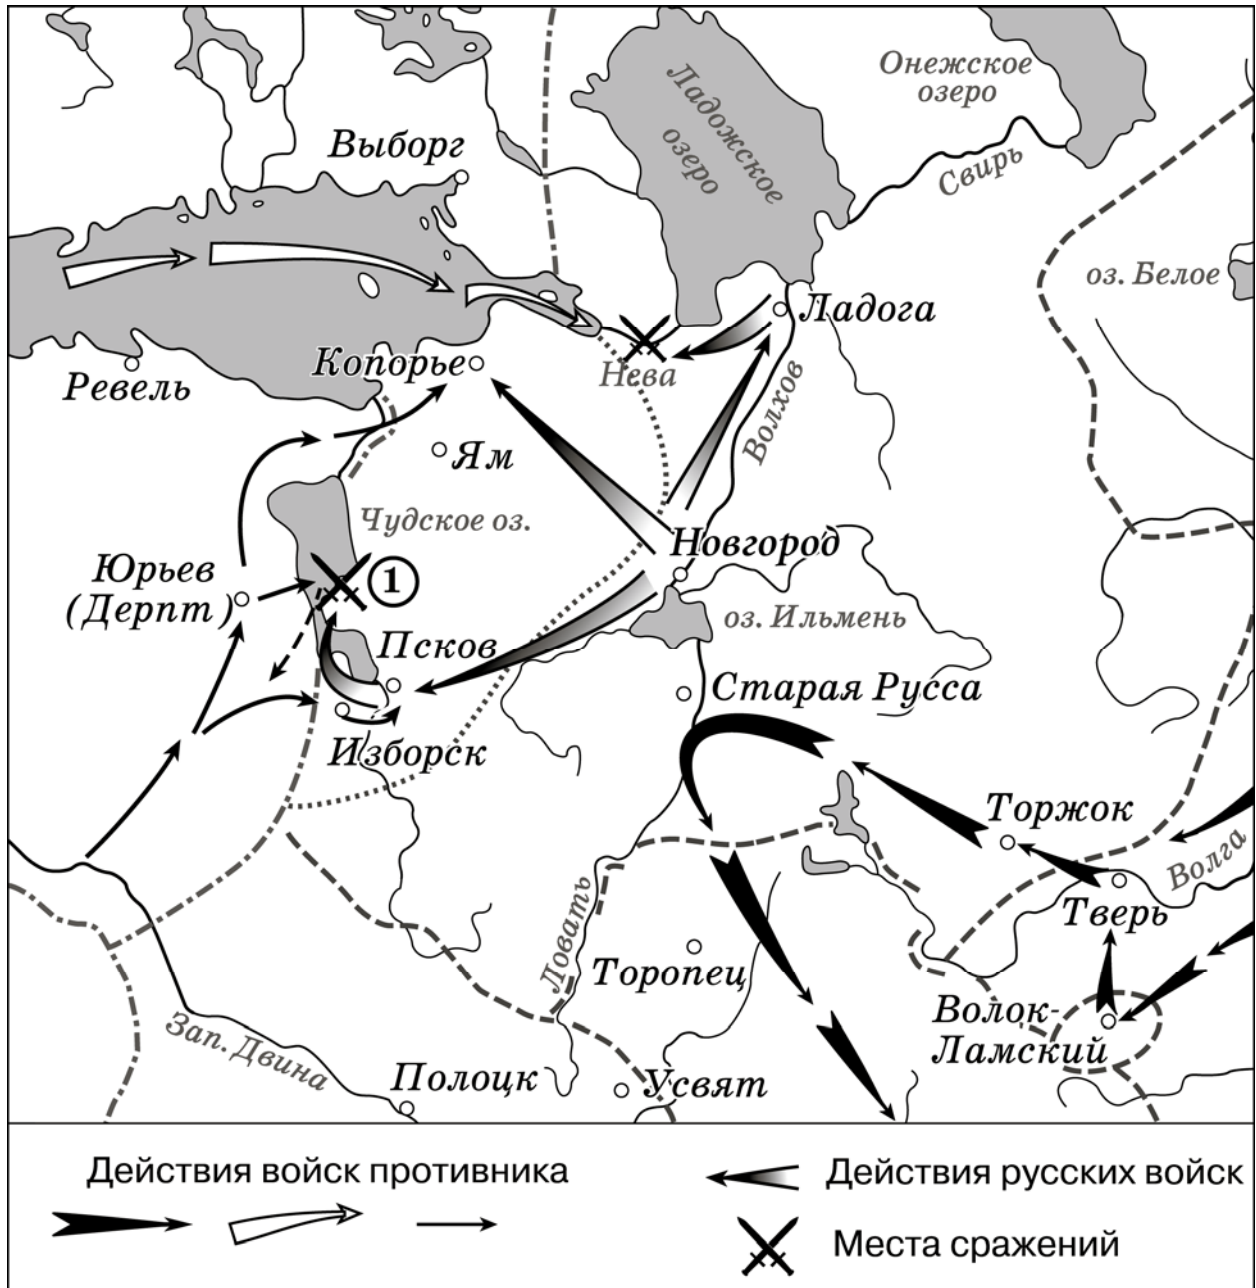 Онежское
озеро
Ладожское
озеро
Выборг
Свирь
оз. Белое
Ладога
Копорье
Нева
Ревель
Волхов
Ям
Чудское оз.
Новгород
Юрьев
(Дерпт)
1
оз. Ильмень
Псков
Старая Русса
Изборск
Торжок
Волга
Тверь
Ловать
Торопец
Волок-
Ламский
Зап. Двина
Полоцк
Усвят
Действия войск противника
Действия русских войск
Места сражений